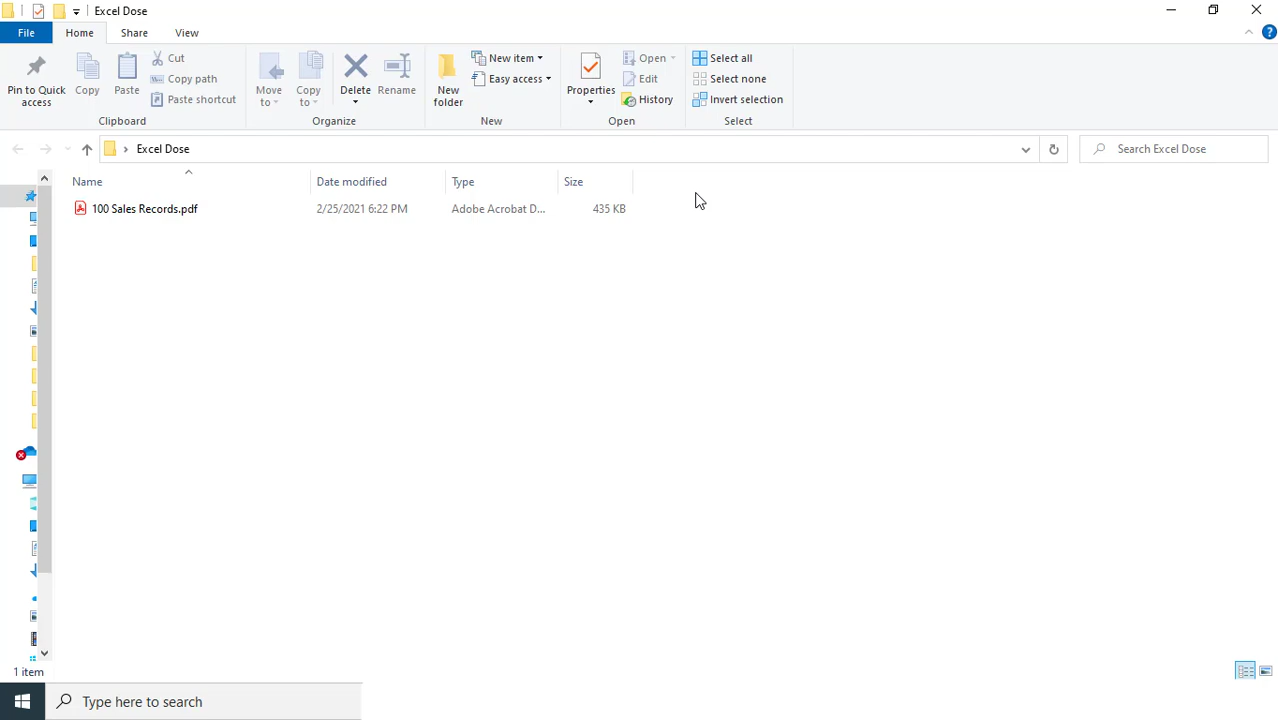 Excel Dose
File Home Share View
Pin to Quick access
Copy
Paste
Cut
Copy path
Paste shortcut
Clipboard
Move to
Copy to
Delete
Rename
Organize
New folder
New item
Easy access
New
Properties
Open
Edit
History
Open
Select all
Select none
Invert selection
Select
Excel Dose
Search Excel Dose
Name Date modified Type Size
100 Sales Records.pdf 2/25/2021 6:22 PM Adobe Acrobat D... 435 KB
1 item
Type here to search